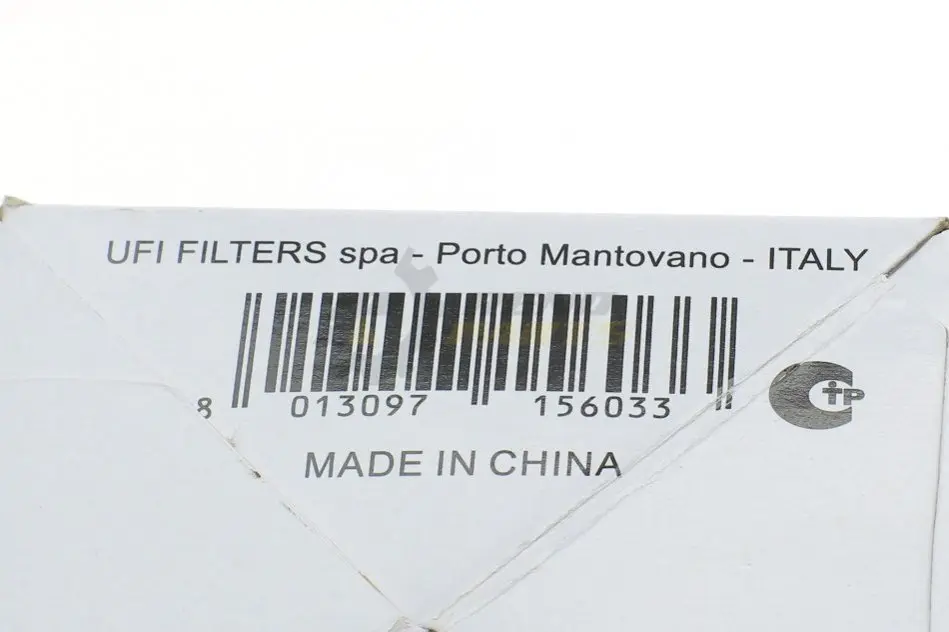 UFI FILTERS spa - Porto Mantovano - ITALY
8 013097 156033
MADE IN CHINA